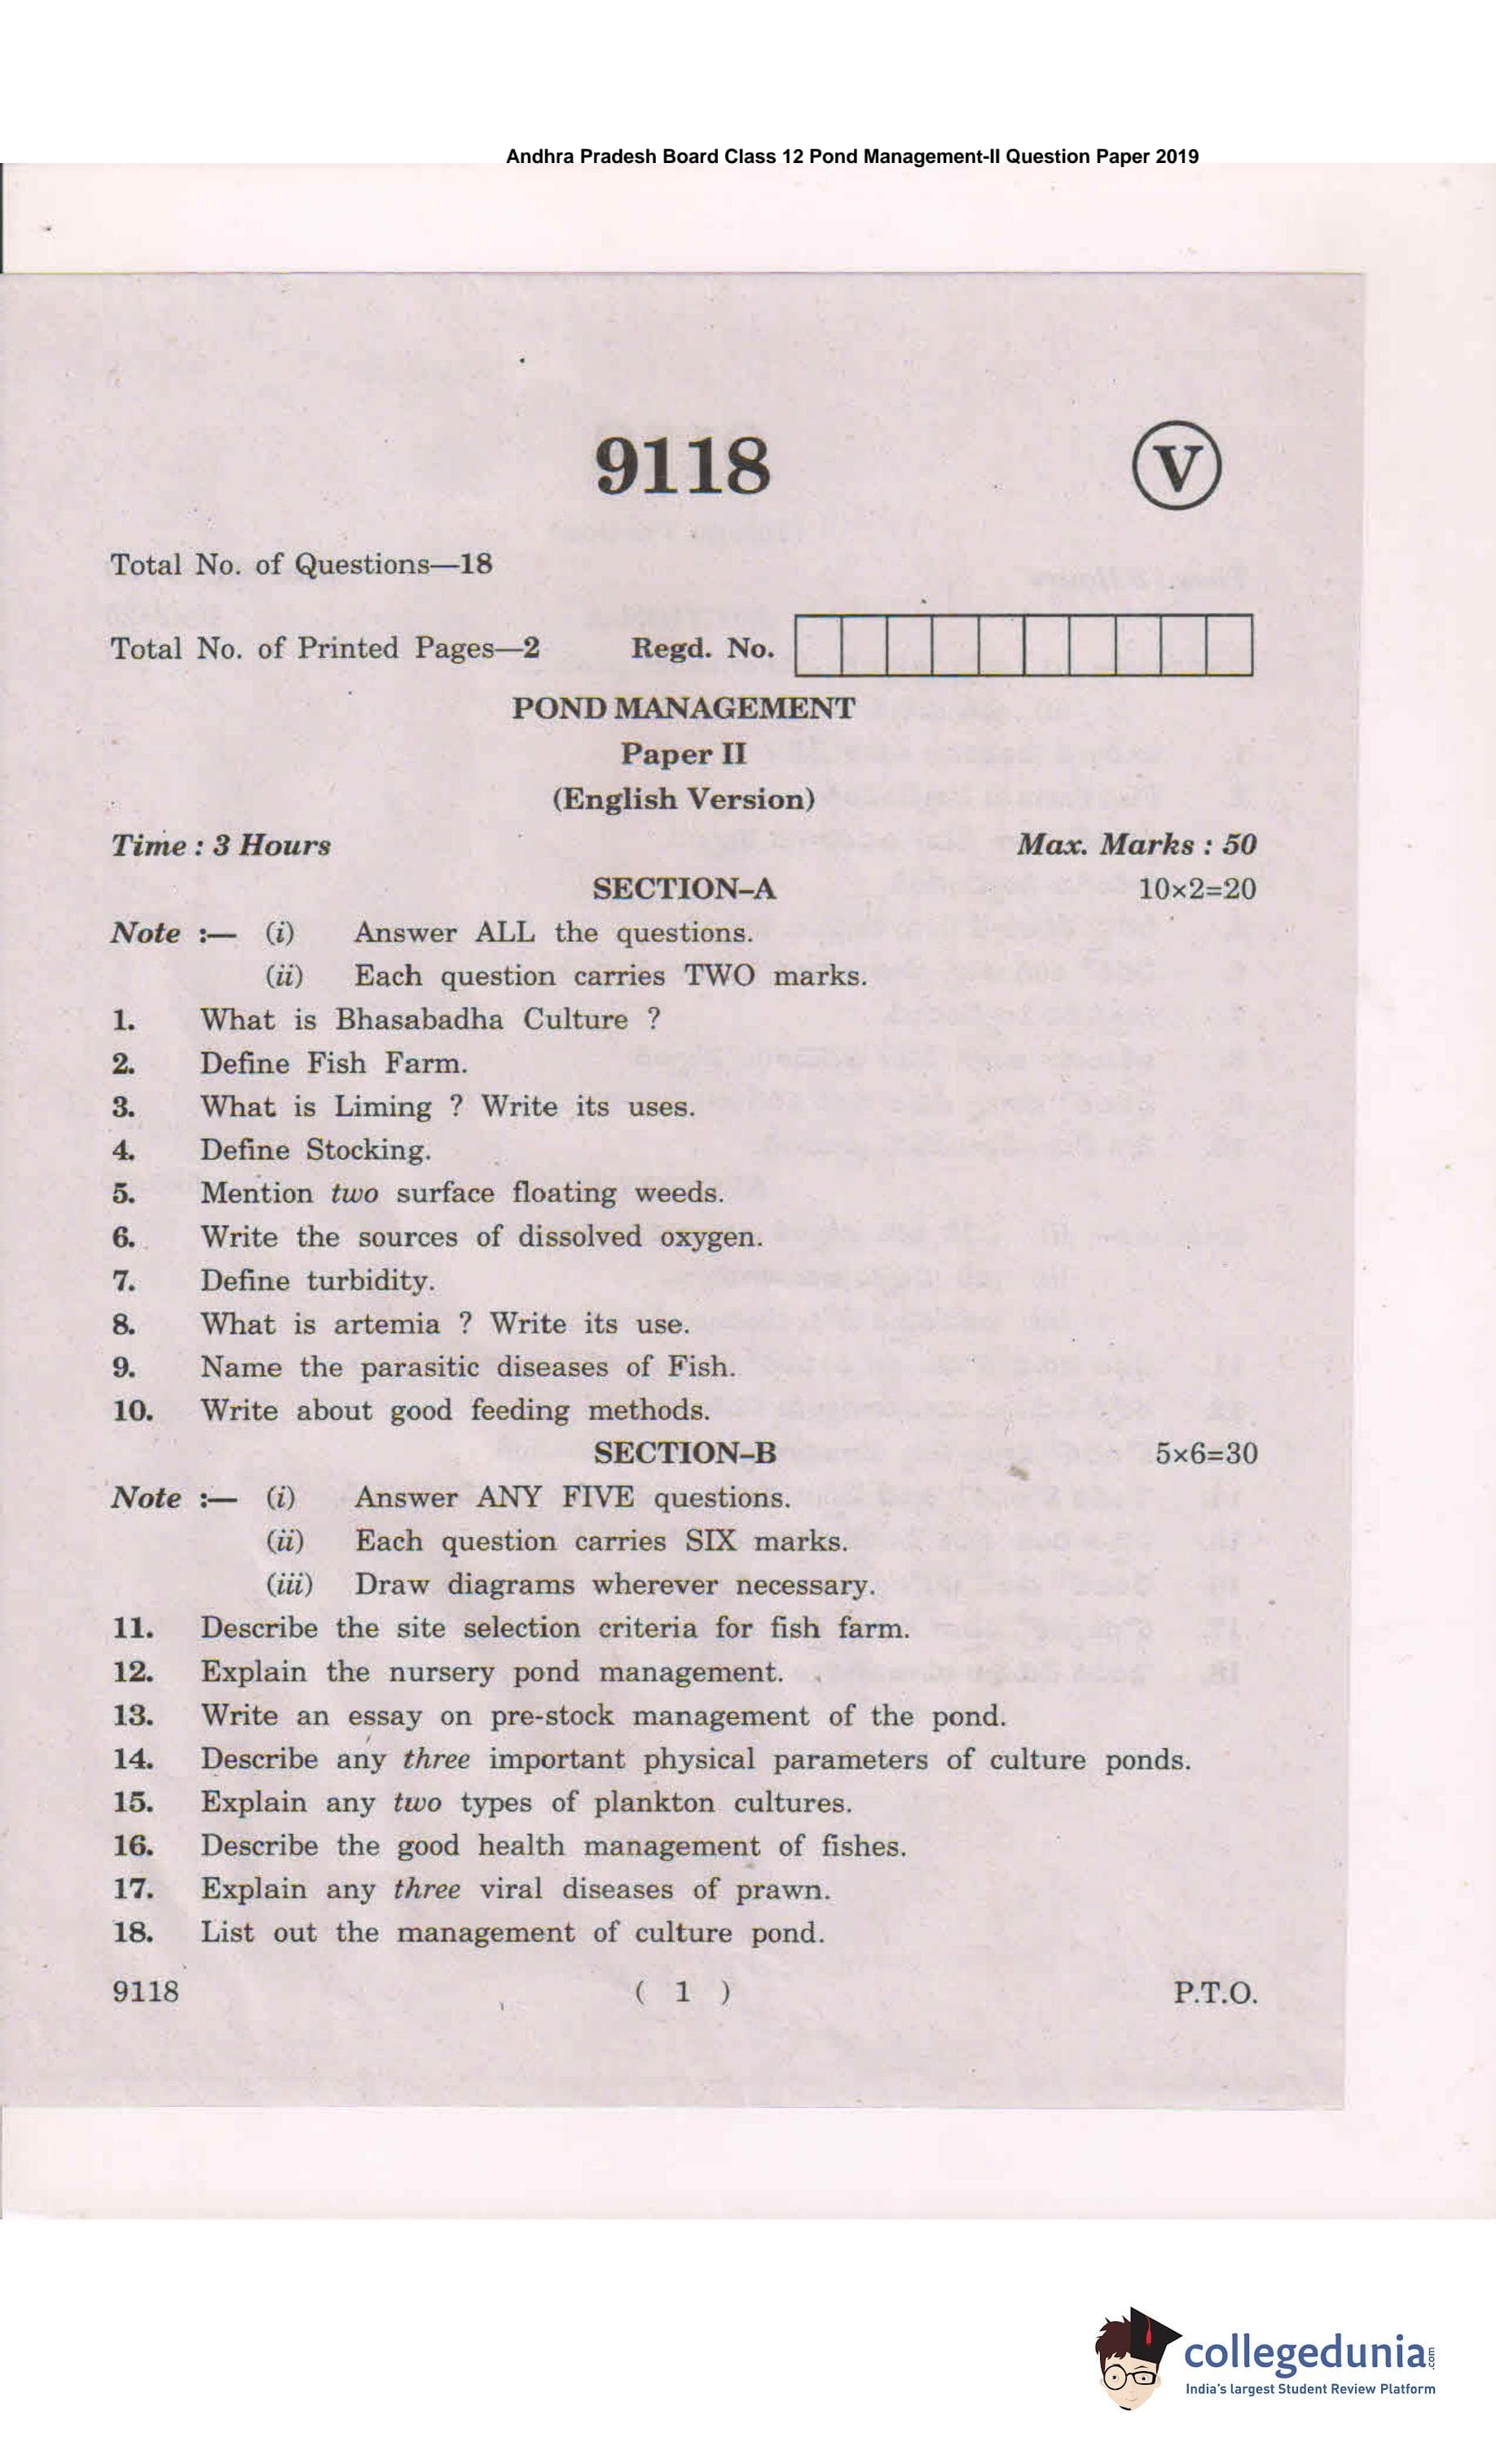 Andhra Pradesh Board Class 12 Pond Management-II Question Paper 2019
9118
V
Total No. of Questions—18
Total No. of Printed Pages—2 Regd. No.
POND MANAGEMENT
Paper II
(English Version)
Time : 3 Hours Max. Marks : 50
SECTION–A 10×2=20
Note :— (i) Answer ALL the questions.
(ii) Each question carries TWO marks.
1. What is Bhasabadha Culture ?
2. Define Fish Farm.
3. What is Liming ? Write its uses.
4. Define Stocking.
5. Mention two surface floating weeds.
6. Write the sources of dissolved oxygen.
7. Define turbidity.
8. What is artemia ? Write its use.
9. Name the parasitic diseases of Fish.
10. Write about good feeding methods.
SECTION–B 5×6=30
Note :— (i) Answer ANY FIVE questions.
(ii) Each question carries SIX marks.
(iii) Draw diagrams wherever necessary.
11. Describe the site selection criteria for fish farm.
12. Explain the nursery pond management.
13. Write an essay on pre-stock management of the pond.
14. Describe any three important physical parameters of culture ponds.
15. Explain any two types of plankton cultures.
16. Describe the good health management of fishes.
17. Explain any three viral diseases of prawn.
18. List out the management of culture pond.
9118 ( 1 ) P.T.O.
collegedunia.com
India's largest Student Review Platform